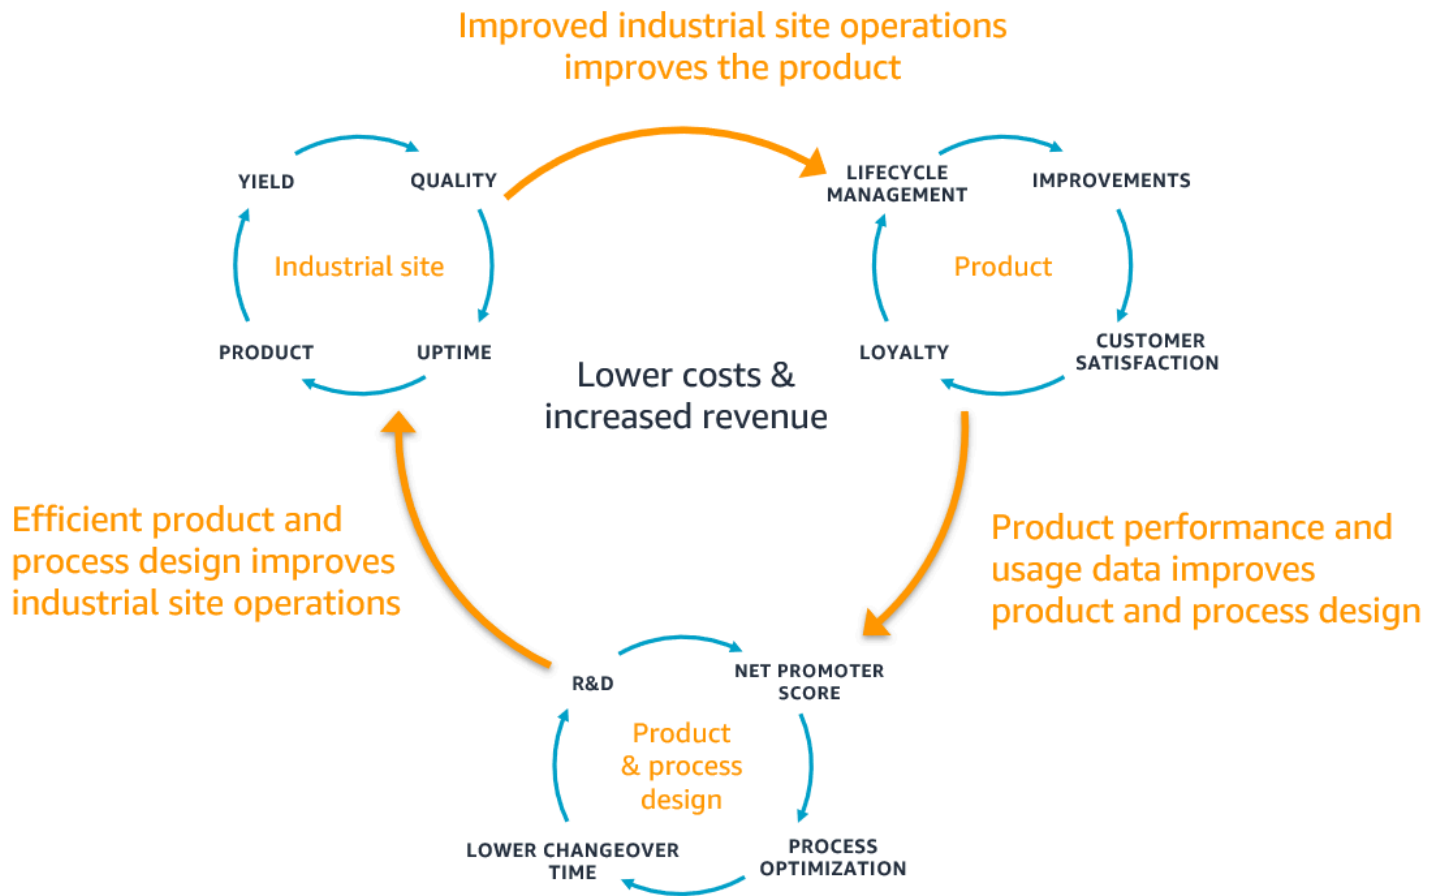 Improved industrial site operations
improves the product
YIELD
QUALITY
Industrial site
PRODUCT
UPTIME
LIFECYCLE
MANAGEMENT
IMPROVEMENTS
Product
LOYALTY
CUSTOMER
SATISFACTION
Lower costs &
increased revenue
Efficient product and
process design improves
industrial site operations
Product performance and
usage data improves
product and process design
R&D
NET PROMOTER
SCORE
Product
& process
design
LOWER CHANGEOVER
TIME
PROCESS
OPTIMIZATION